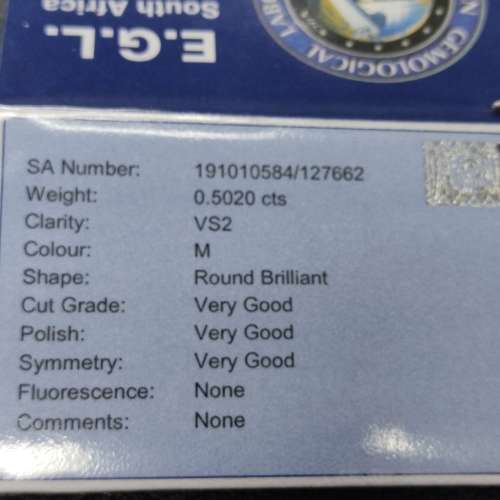 E.G.L.
South Africa
N GEMOLOGICAL LABO
SA Number: 191010584/127662
Weight: 0.5020 cts
Clarity: VS2
Colour: M
Shape: Round Brilliant
Cut Grade: Very Good
Polish: Very Good
Symmetry: Very Good
Fluorescence: None
Comments: None